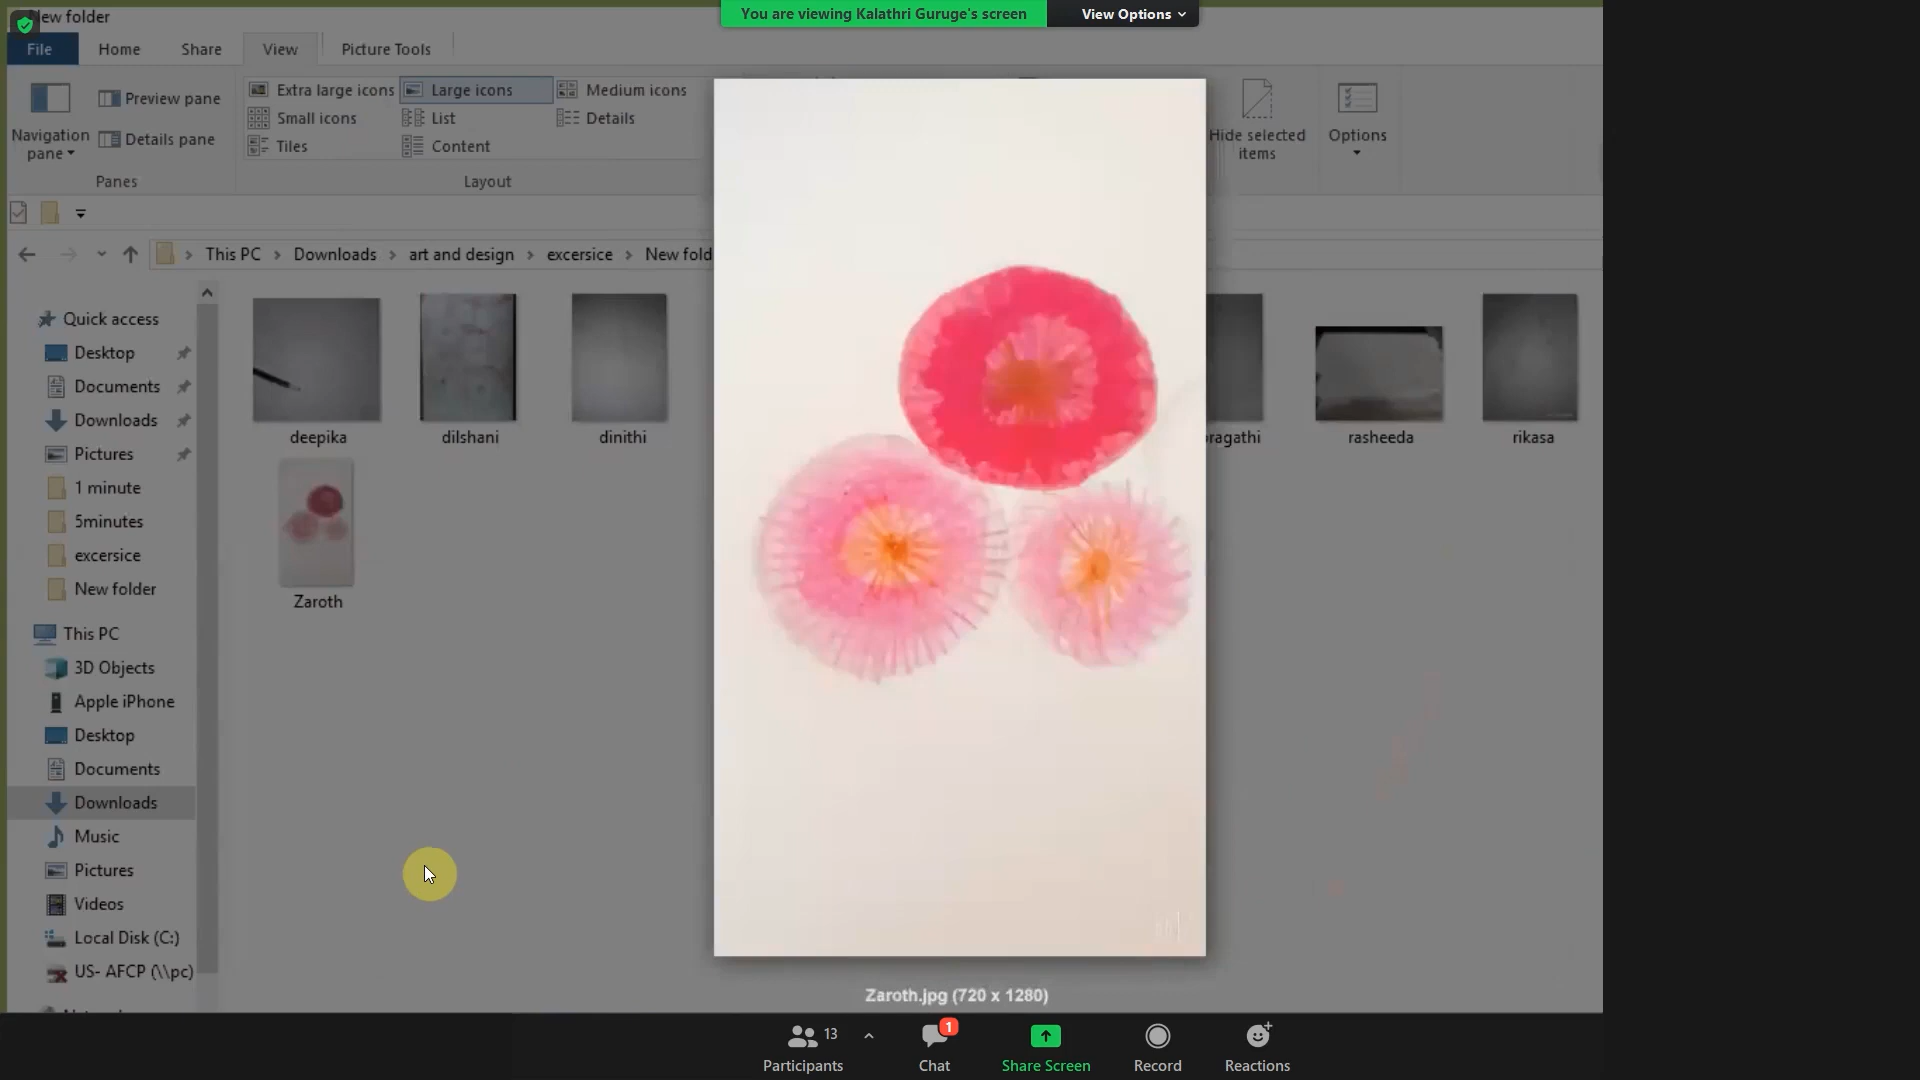 New folder
You are viewing Kalathri Guruge's screen
View Options
File
Home
Share
View
Picture Tools
Navigation pane
Preview pane
Details pane
Panes
Extra large icons
Large icons
Medium icons
Small icons
List
Details
Tiles
Content
Layout
Hide selected items
Options
This PC
Downloads
art and design
excersice
New fold
Quick access
Desktop
Documents
Downloads
Pictures
1 minute
5minutes
excersice
New folder
This PC
3D Objects
Apple iPhone
Desktop
Documents
Downloads
Music
Pictures
Videos
Local Disk (C:)
US- AFCP (\\pc)
deepika
dilshani
dinithi
ragathi
rasheeda
rikasa
Zaroth
Zaroth.jpg (720 x 1280)
Participants
13
Chat
1
Share Screen
Record
Reactions